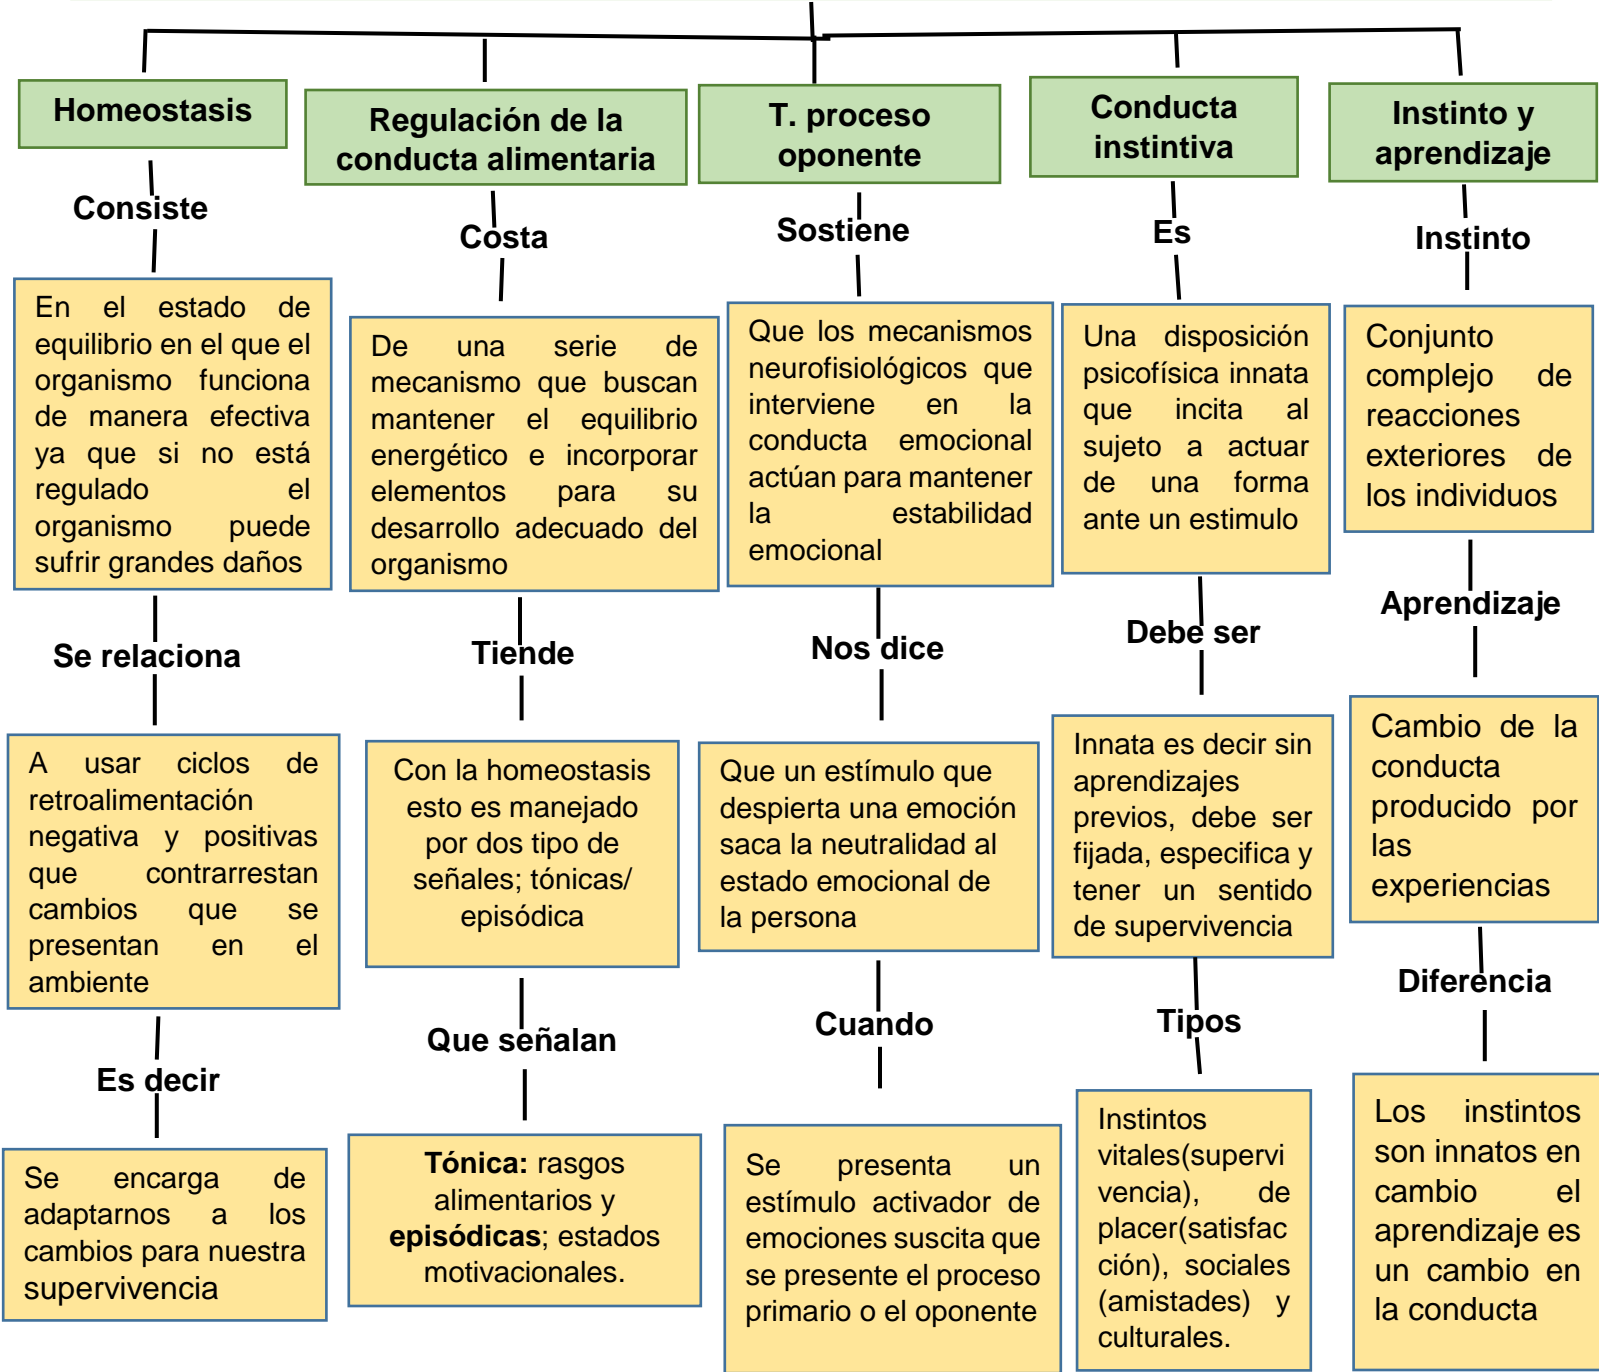 Homeostasis
Consiste
En el estado de
equilibrio en el que el
organismo funciona
de manera efectiva
ya que si no está
regulado el
organismo puede
sufrir grandes daños
Se relaciona
A usar ciclos de
retroalimentación
negativa y positivas
que contrarrestan
cambios que se
presentan en el
ambiente
Es decir
Se encarga de
adaptarnos a los
cambios para nuestra
supervivencia
Regulación de la
conducta alimentaria
Costa
De una serie de
mecanismo que buscan
mantener el equilibrio
energético e incorporar
elementos para su
desarrollo adecuado del
organismo
Tiende
Con la homeostasis
esto es manejado
por dos tipo de
señales; tónicas/
episódica
Que señalan
Tónica: rasgos
alimentarios y
episódicas; estados
motivacionales.
T. proceso
oponente
Sostiene
Que los mecanismos
neurofisiológicos que
interviene en la
conducta emocional
actúan para mantener
la estabilidad
emocional
Nos dice
Que un estímulo que
despierta una emoción
saca la neutralidad al
estado emocional de
la persona
Cuando
Se presenta un
estímulo activador de
emociones suscita que
se presente el proceso
primario o el oponente
Conducta
instintiva
Es
Una disposición
psicofísica innata
que incita al
sujeto a actuar
de una forma
ante un estimulo
Debe ser
Innata es decir sin
aprendizajes
previos, debe ser
fijada, especifica y
tener un sentido
de supervivencia
Tipos
Instintos
vitales(supervi
vencia), de
placer(satisfac
ción), sociales
(amistades) y
culturales.
Instinto y
aprendizaje
Instinto
Conjunto
complejo de
reacciones
exteriores de
los individuos
Aprendizaje
Cambio de la
conducta
producido por
las
experiencias
Diferencia
Los instintos
son innatos en
cambio el
aprendizaje es
un cambio en
la conducta